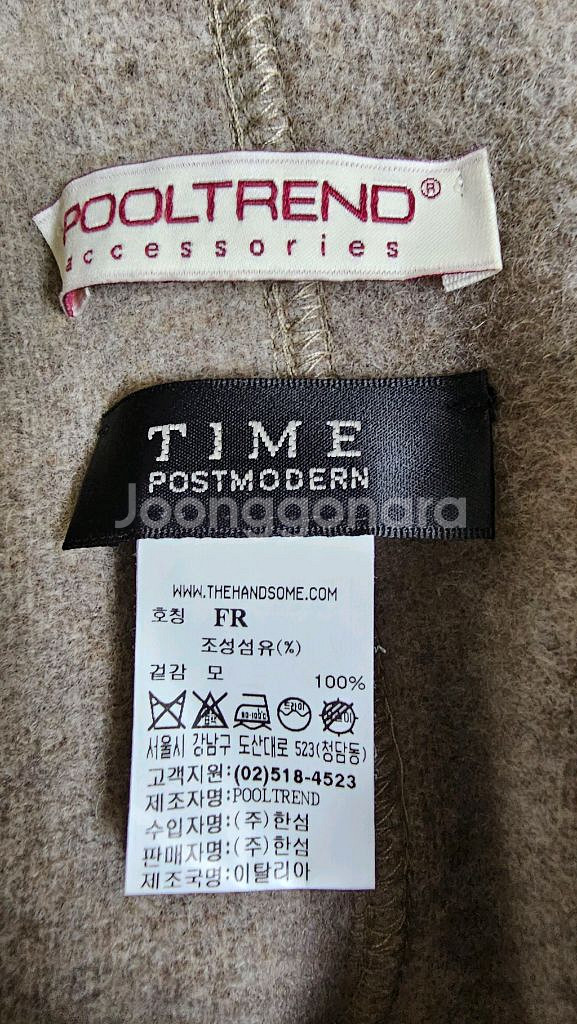 POOLTREND®
accessories
TIME
POSTMODERN
Joonggonara
WWW.THEHANDSOME.COM
호칭 FR
조성섬유(%)
겉감 모 100%
드라이
서울시 강남구 도산대로 523(청담동)
고객지원:(02)518-4523
제조자명:POOLTREND
수입자명:(주)한섬
판매자명:(주)한섬
제조국명:이탈리아